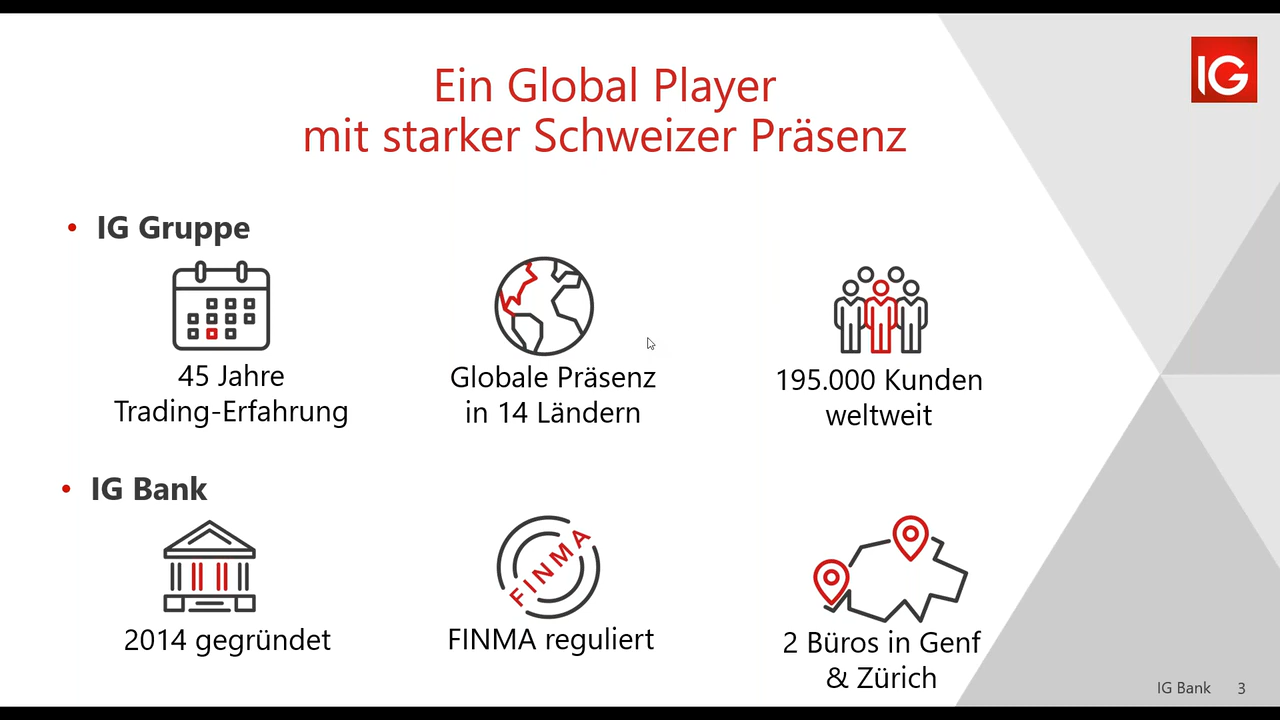 IG
Ein Global Player
mit starker Schweizer Präsenz
• IG Gruppe
45 Jahre
Trading-Erfahrung
Globale Präsenz
in 14 Ländern
195.000 Kunden
weltweit
• IG Bank
2014 gegründet
FINMA
FINMA reguliert
2 Büros in Genf
& Zürich
IG Bank 3